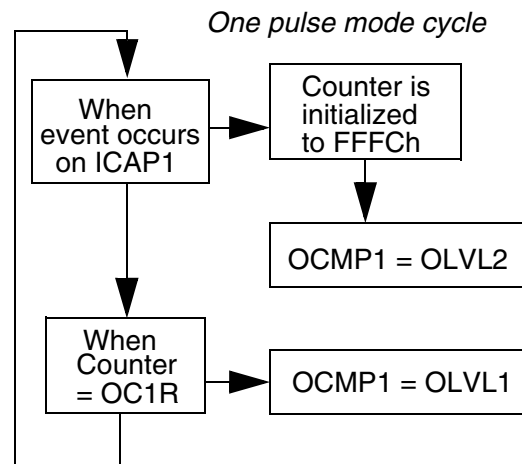 One pulse mode cycle
When
event occurs
on ICAP1
Counter is
initialized
to FFFCh
OCMP1 = OLVL2
When
Counter
= OC1R
OCMP1 = OLVL1